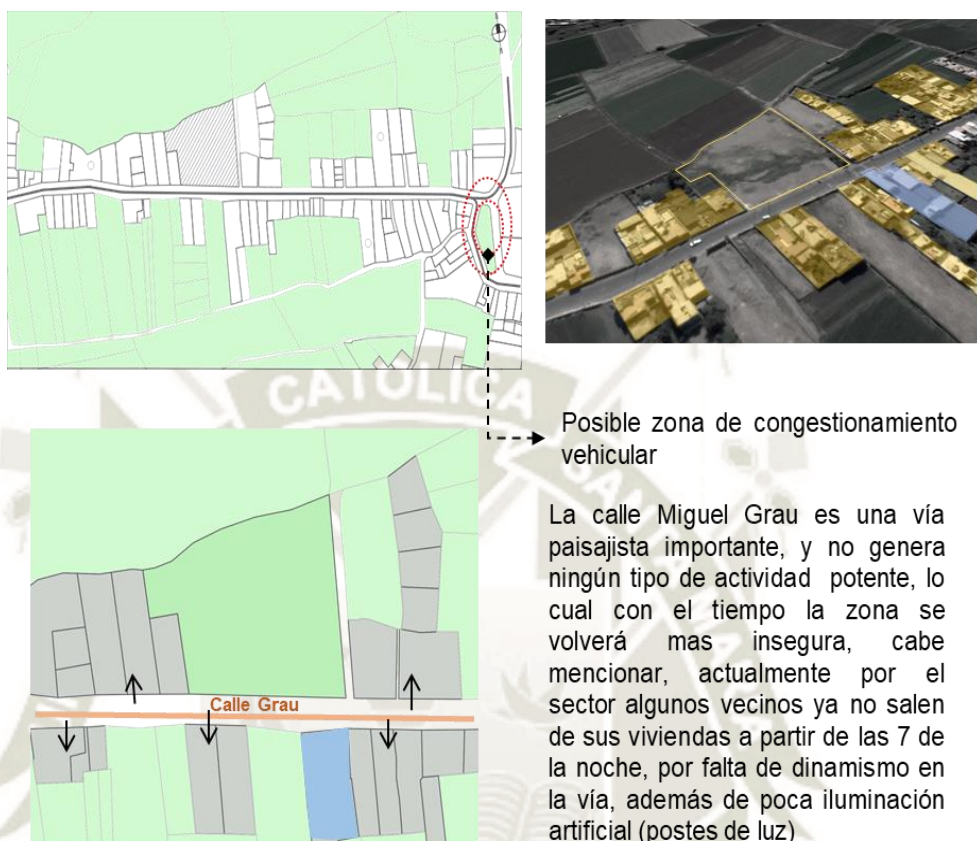 CATOLICA
SANTA MARIA
Posible zona de congestionamiento
vehicular
La calle Miguel Grau es una vía
paisajista importante, y no genera
ningún tipo de actividad potente, lo
cual con el tiempo la zona se
volverá mas insegura, cabe
mencionar, actualmente por el
sector algunos vecinos ya no salen
de sus viviendas a partir de las 7 de
la noche, por falta de dinamismo en
la vía, además de poca iluminación
artificial (postes de luz)
Calle Grau